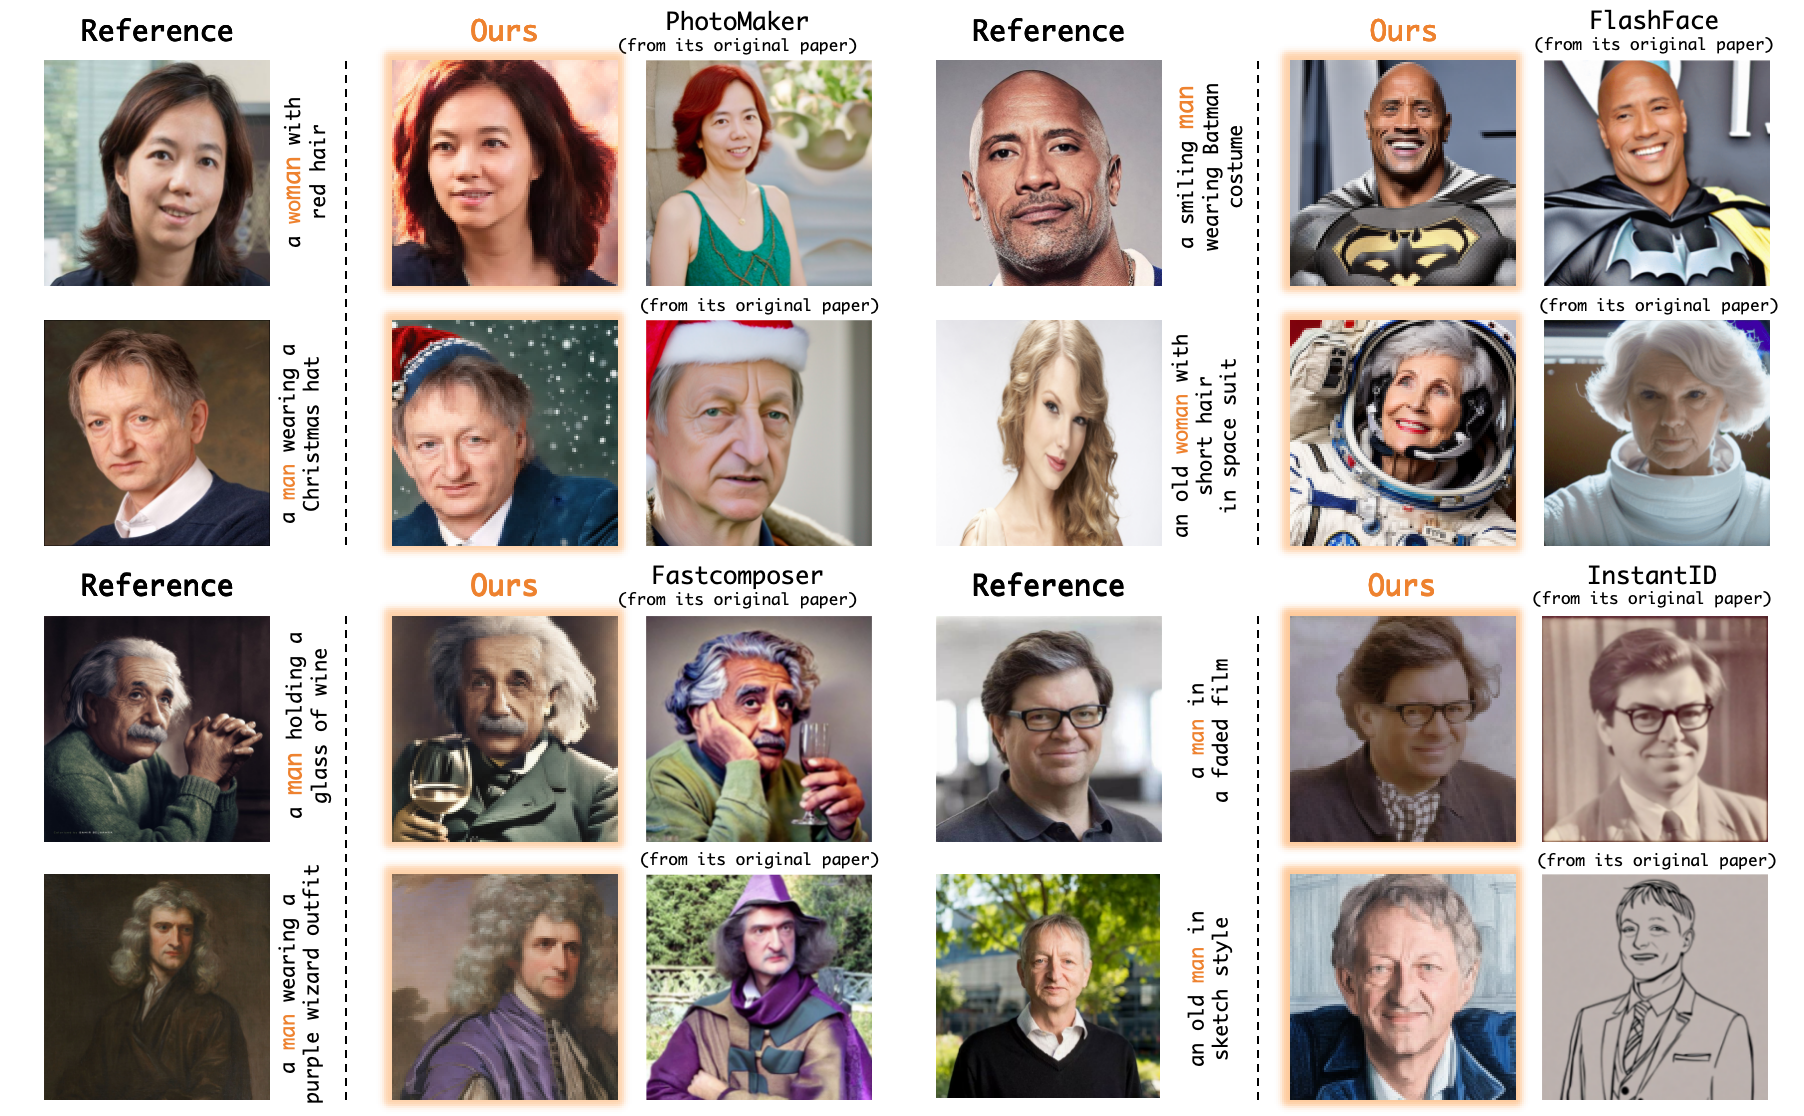 Reference
Ours
PhotoMaker
(from its original paper)
a woman with
red hair
(from its original paper)
a man wearing a
Christmas hat
Reference
Ours
FlashFace
(from its original paper)
a smiling man
wearing Batman
costume
(from its original paper)
an old woman with
short hair
in space suit
Reference
Ours
Fastcomposer
(from its original paper)
a man holding a
glass of wine
(from its original paper)
a man wearing a
purple wizard outfit
Reference
Ours
InstantID
(from its original paper)
a man in
a faded film
(from its original paper)
an old man in
sketch style